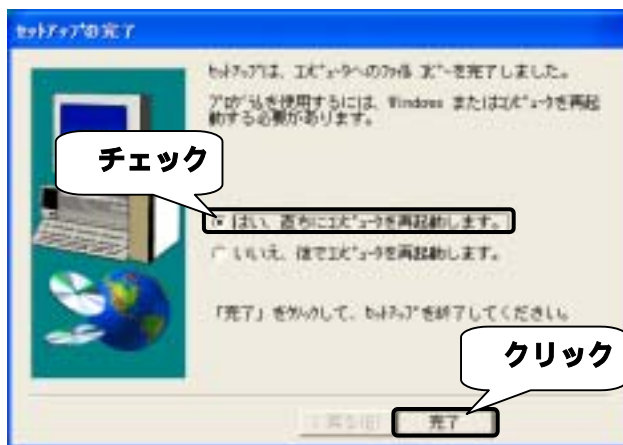 ｾｯﾄｱｯﾌﾟの完了
ｾｯﾄｱｯﾌﾟは、ｺﾝﾋﾟｭｰﾀへのﾌｧｲﾙ ｺﾋﾟｰを完了しました。
ﾌﾟﾛｸﾞﾗﾑを使用するには、Windows またはｺﾝﾋﾟｭｰﾀを再起
動する必要があります。
チェック
はい、直ちにｺﾝﾋﾟｭｰﾀを再起動します。
いいえ、後でｺﾝﾋﾟｭｰﾀを再起動します。
「完了」をｸﾘｯｸして、ｾｯﾄｱｯﾌﾟを終了してください。
クリック
< 戻る(B)
完了